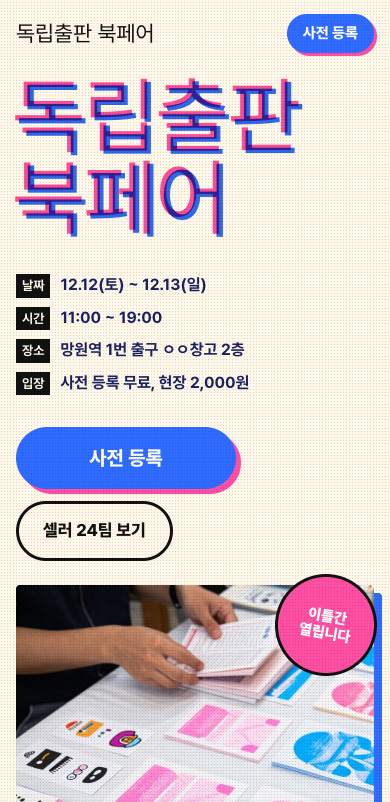 독립출판 북페어
사전 등록
독립출판
북페어
날짜 12.12(토) ~ 12.13(일)
시간 11:00 ~ 19:00
장소 망원역 1번 출구 ㅇㅇ창고 2층
입장 사전 등록 무료, 현장 2,000원
사전 등록
셀러 24팀 보기
이틀간
열립니다